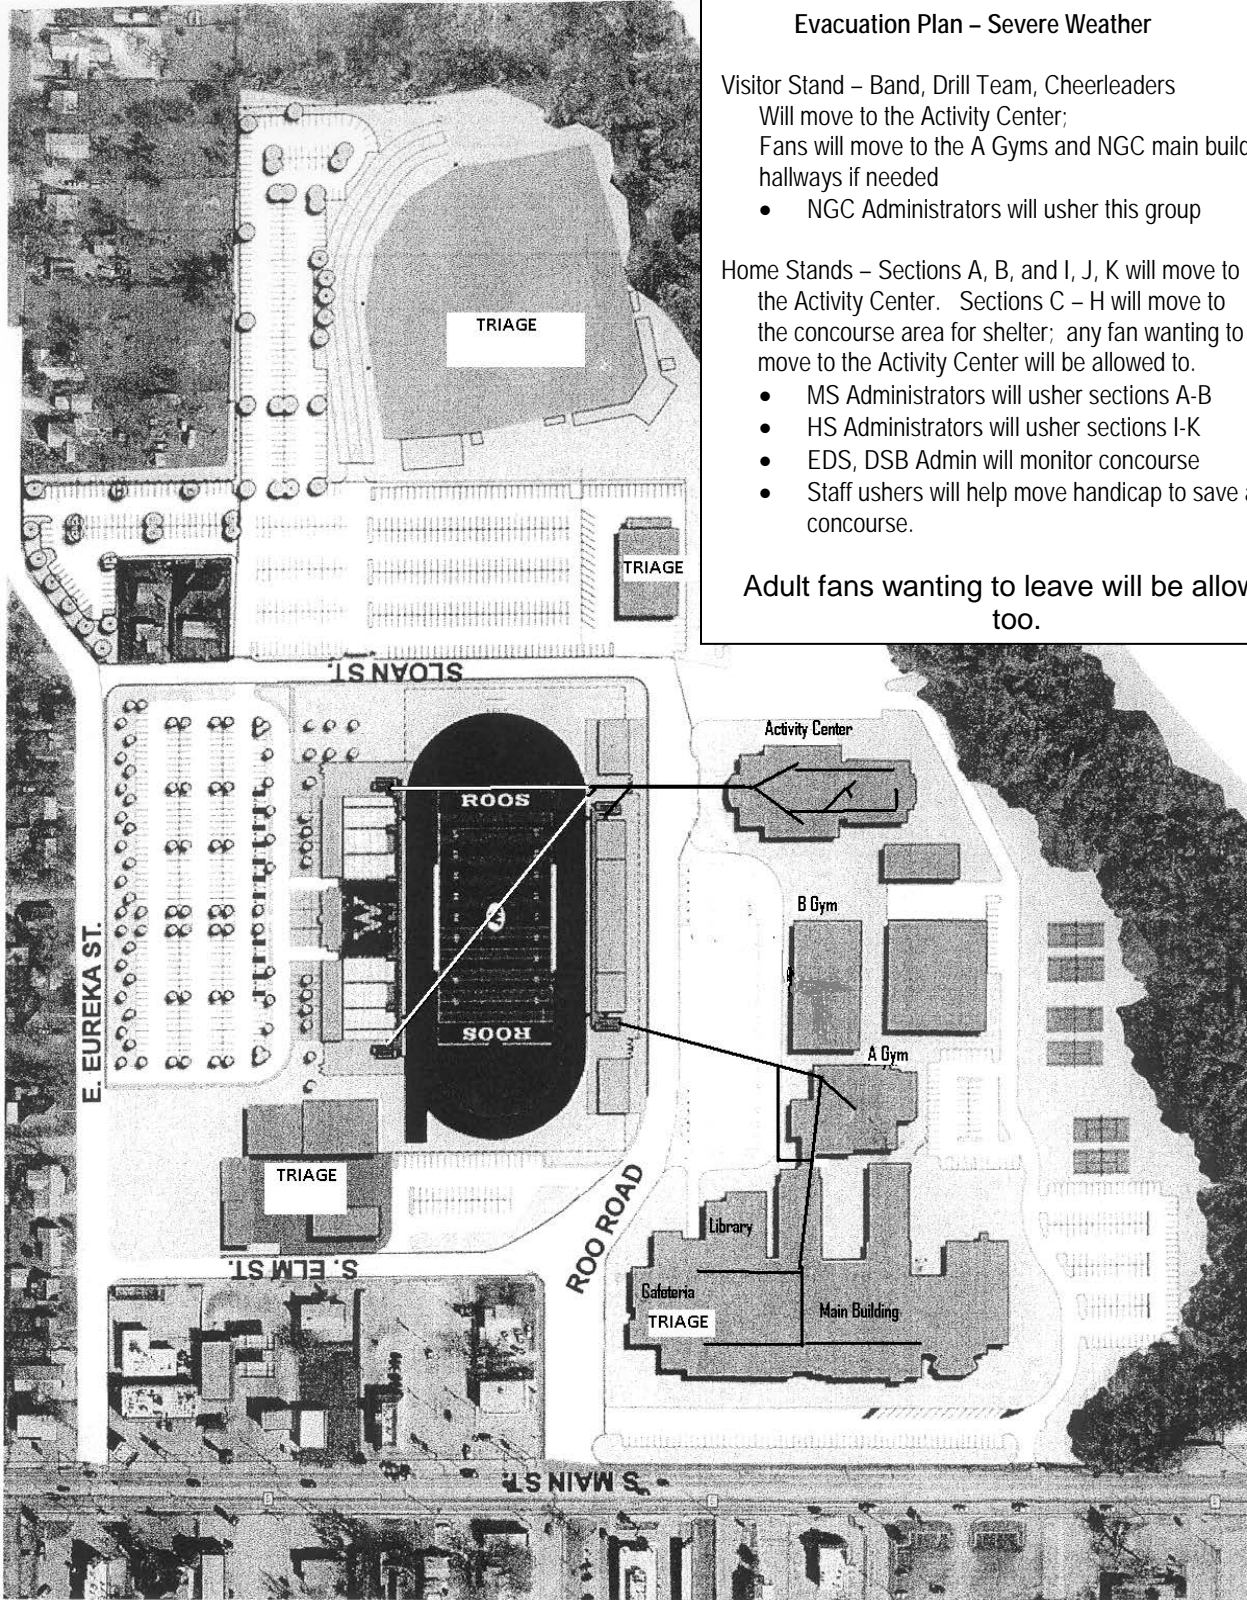 Evacuation Plan – Severe Weather
Visitor Stand – Band, Drill Team, Cheerleaders
Will move to the Activity Center;
Fans will move to the A Gyms and NGC main build
hallways if needed
• NGC Administrators will usher this group
Home Stands – Sections A, B, and I, J, K will move to
the Activity Center. Sections C – H will move to
the concourse area for shelter; any fan wanting to
move to the Activity Center will be allowed to.
• MS Administrators will usher sections A-B
• HS Administrators will usher sections I-K
• EDS, DSB Admin will monitor concourse
• Staff ushers will help move handicap to save a
concourse.
Adult fans wanting to leave will be allow
too.
TRIAGE
TRIAGE
SLOAN ST.
Activity Center
ROOS
B Gym
W
W
E. EUREKA ST.
ROOS
A Gym
TRIAGE
ROO ROAD
Library
S. ELM ST.
Cafeteria
TRIAGE
Main Building
S MAIN ST.